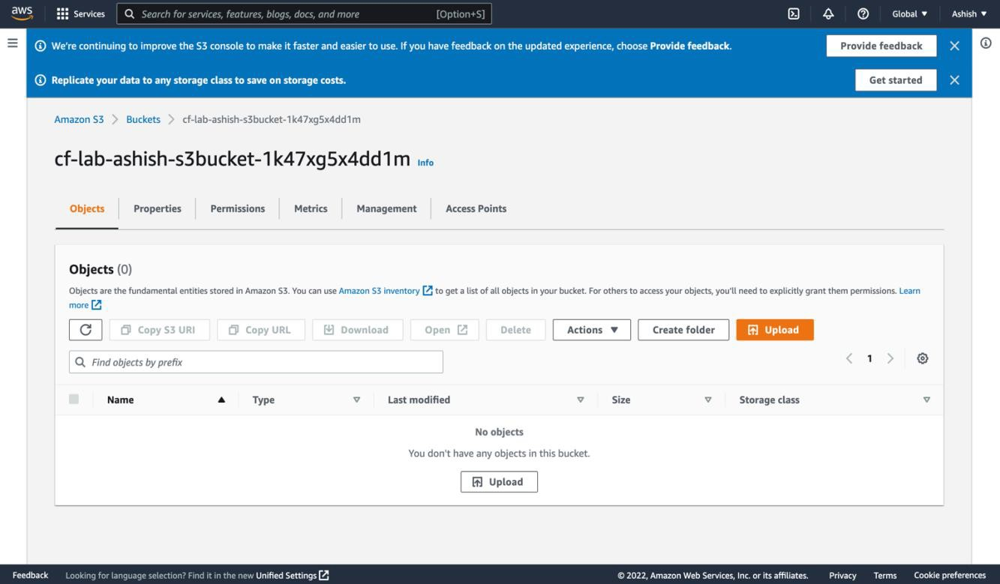 aws Services Search for services, features, blogs, docs, and more [Option+S] Global Ashish
We're continuing to improve the S3 console to make it faster and easier to use. If you have feedback on the updated experience, choose Provide feedback. Provide feedback
Replicate your data to any storage class to save on storage costs. Get started
Amazon S3 Buckets cf-lab-ashish-s3bucket-1k47xg5x4dd1m
cf-lab-ashish-s3bucket-1k47xg5x4dd1m Info
Objects Properties Permissions Metrics Management Access Points
Objects (0)
Objects are the fundamental entities stored in Amazon S3. You can use Amazon S3 inventory to get a list of all objects in your bucket. For others to access your objects, you'll need to explicitly grant them permissions. Learn
more
Copy S3 URI Copy URL Download Open Delete Actions Create folder Upload
Find objects by prefix 1
Name Type Last modified Size Storage class
No objects
You don't have any objects in this bucket.
Upload
Feedback Looking for language selection? Find it in the new Unified Settings © 2022, Amazon Web Services, Inc. or its affiliates. Privacy Terms Cookie preferences